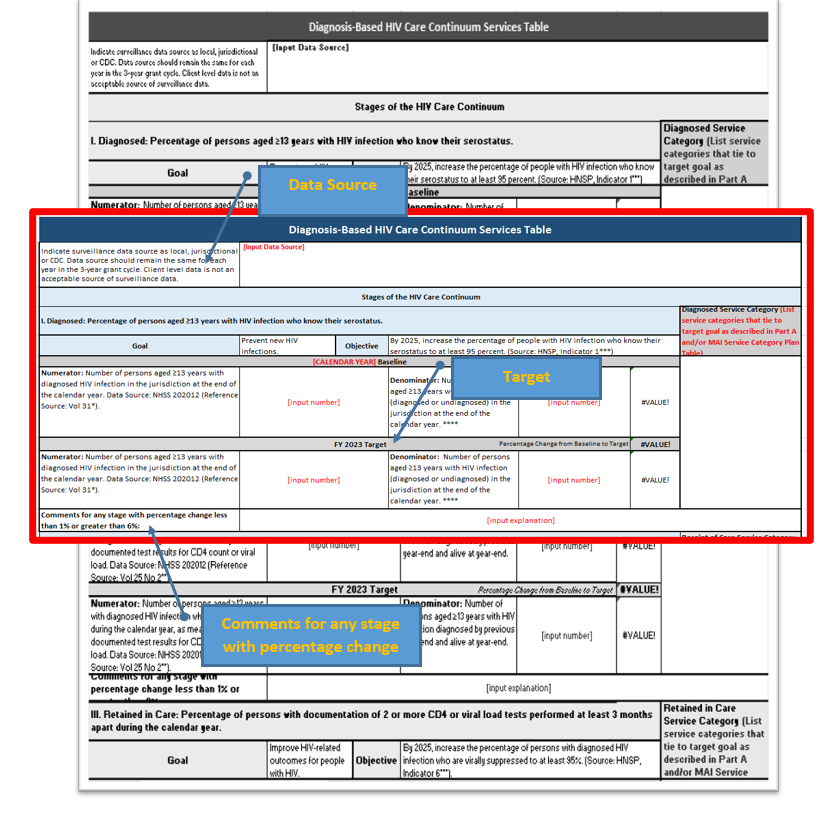 Diagnosis-Based HIV Care Continuum Services Table
Indicate surveillance data source as local, jurisdictional
or CDC. Data source should remain the same for each
year in the 3-year grant cycle. Client level data is not an
acceptable source of surveillance data.
[Input Data Source]
Stages of the HIV Care Continuum
I. Diagnosed: Percentage of persons aged ≥13 years with HIV infection who know their serostatus.
Diagnosed Service
Category (List service
categories that tie to
target goal as
described in Part A
Goal
By 2025, increase the percentage of people with HIV infection who know
their serostatus to at least 95 percent. (Source: HNSP, Indicator 1***)
Data Source
Numerator: Number of persons aged ≥13 years
Denominator: Number of
Diagnosis-Based HIV Care Continuum Services Table
Indicate surveillance data source as local, jurisdictional
or CDC. Data source should remain the same for each
year in the 3-year grant cycle. Client level data is not an
acceptable source of surveillance data.
[Input Data Source]
Stages of the HIV Care Continuum
I. Diagnosed: Percentage of persons aged ≥13 years with HIV infection who know their serostatus.
Diagnosed Service Category (List
service categories that tie to
target goal as described in Part A
and/or MAI Service Category Plan
Table)
Goal
Prevent new HIV
infections.
Objective
By 2025, increase the percentage of people with HIV infection who know their
serostatus to at least 95 percent. (Source: HNSP, Indicator 1***)
[CALENDAR YEAR] Baseline
Target
Numerator: Number of persons aged ≥13 years with
diagnosed HIV infection in the jurisdiction at the end of
the calendar year. Data Source: NHSS 202012 (Reference
Source: Vol 31*).
[input number]
Denominator:
aged ≥13 years
(diagnosed or undiagnosed) in the
jurisdiction at the end of the
calendar year. ****
[input number]
#VALUE!
FY 2023 Target
Percentage Change from Baseline to Target
#VALUE!
Numerator: Number of persons aged ≥13 years with
diagnosed HIV infection in the jurisdiction at the end of
the calendar year. Data Source: NHSS 202012 (Reference
Source: Vol 31*).
[input number]
Denominator: Number of persons
aged ≥13 years with HIV infection
(diagnosed or undiagnosed) in the
jurisdiction at the end of the
calendar year. ****
[input number]
#VALUE!
Comments for any stage with percentage change less
than 1% or greater than 6%:
[input explanation]
documented test results for CD4 count or viral
load. Data Source: NHSS 202012 (Reference
Source: Vol 25 No 2**).
[input number]
year-end and alive at year-end.
[input number]
#VALUE!
FY 2023 Target
Percentage Change from Baseline to Target
#VALUE!
Numerator: Number of persons aged ≥13 years
with diagnosed HIV infection
during the calendar year, as
documented test results for
load. Data Source: NHSS
Source: Vol 25 No 2**).
Comments for any stage
with percentage change
Denominator: Number of
aged ≥13 years with HIV
diagnosed by previous
end and alive at year-end.
[input number]
#VALUE!
Comments for any stage with
percentage change less than 1% or
[input explanation]
III. Retained in Care: Percentage of persons with documentation of 2 or more CD4 or viral load tests performed at least 3 months
apart during the calendar year.
Retained in Care
Service Category (List
service categories that
tie to target goal as
described in Part A
and/or MAI Service
Goal
Improve HIV-related
outcomes for people
with HIV.
Objective
By 2025, increase the percentage of persons with diagnosed HIV
infection who are virally suppressed to at least 95%. (Source: HNSP,
Indicator 6***).